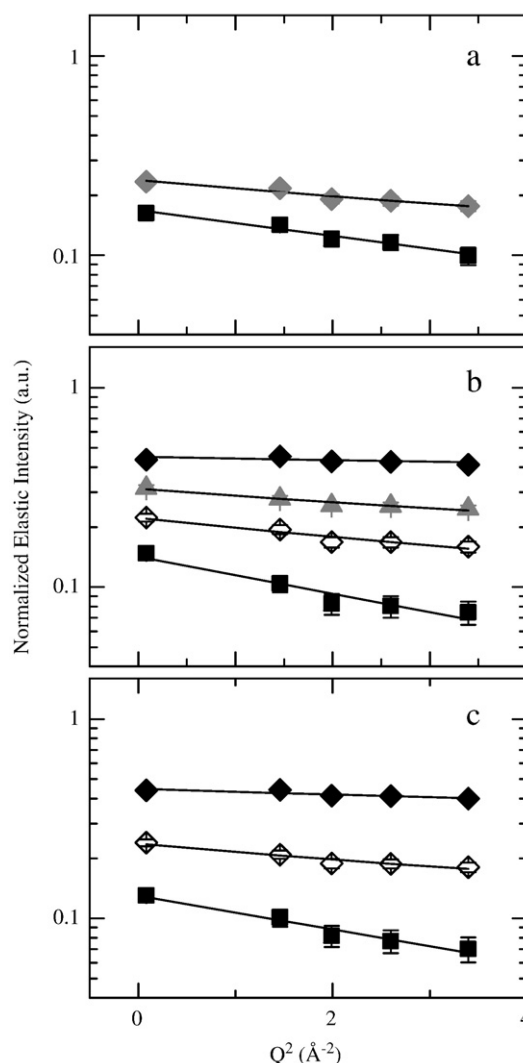 a
1
0.1
b
1
Normalized Elastic Intensity (a.u.)
0.1
c
1
0.1
0 2 4
Q² (Å⁻²)